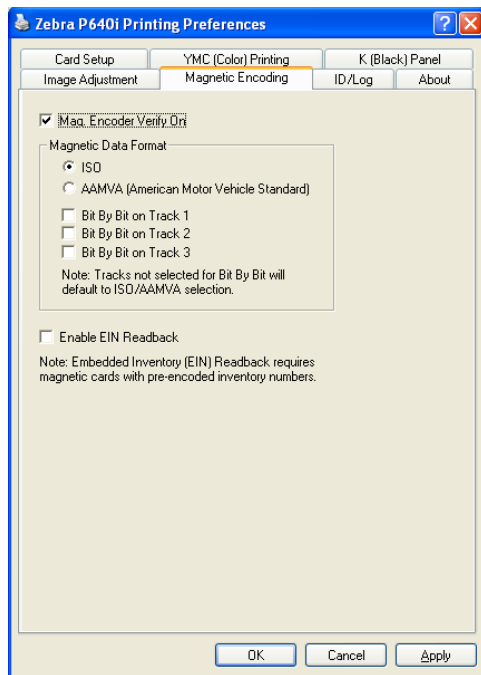 Zebra P640i Printing Preferences
Card Setup
YMC (Color) Printing
K (Black) Panel
Image Adjustment
Magnetic Encoding
ID/Log
About
Mag. Encoder Verify On
Magnetic Data Format
ISO
AAMVA (American Motor Vehicle Standard)
Bit By Bit on Track 1
Bit By Bit on Track 2
Bit By Bit on Track 3
Note: Tracks not selected for Bit By Bit will
default to ISO/AAMVA selection.
Enable EIN Readback
Note: Embedded Inventory (EIN) Readback requires
magnetic cards with pre-encoded inventory numbers.
OK
Cancel
Apply